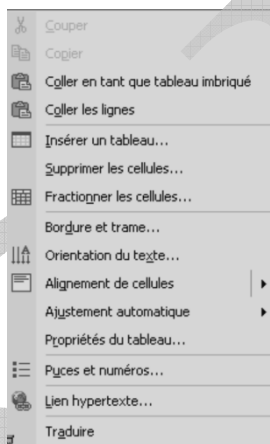 Couper
Copier
Coller en tant que tableau imbriqué
Coller les lignes
Insérer un tableau...
Supprimer les cellules...
Fractionner les cellules...
Bordure et trame...
Orientation du texte...
Alignement de cellules
Ajustement automatique
Propriétés du tableau...
Puces et numéros...
Lien hypertexte...
Traduire